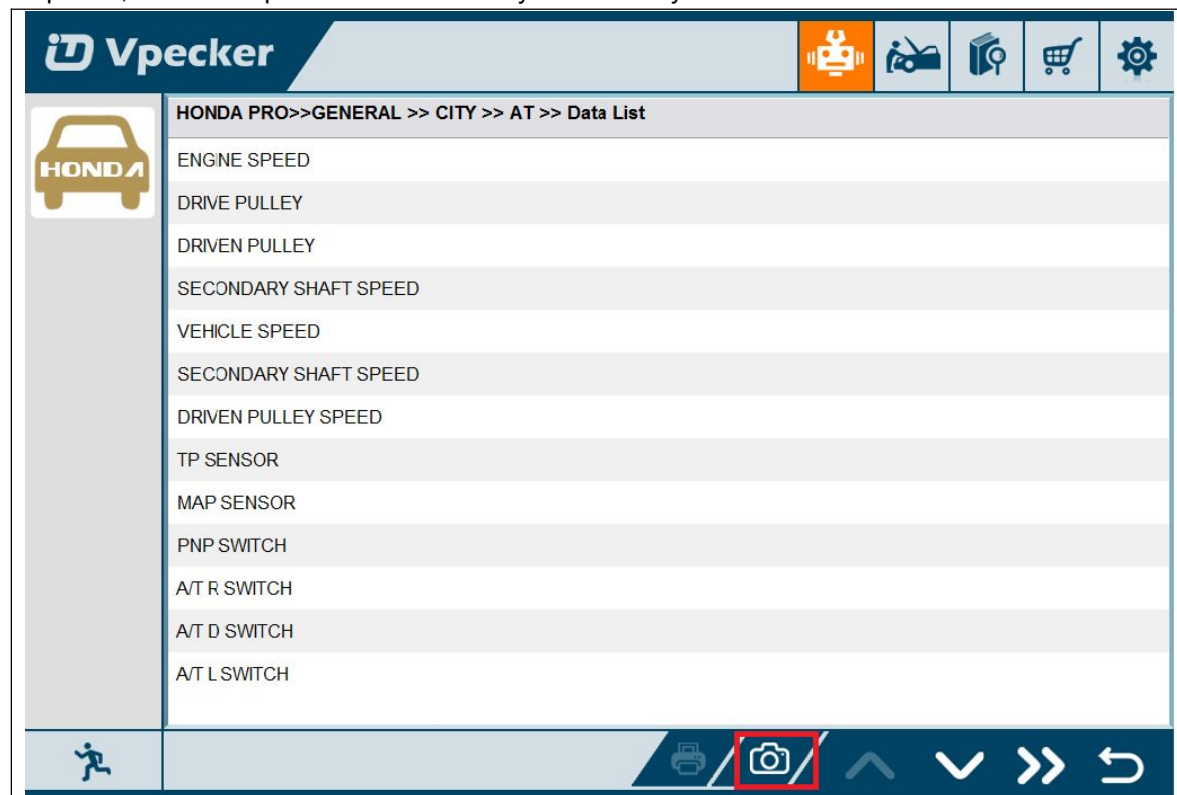 Vpecker
HONDA PRO>>GENERAL >> CITY >> AT >> Data List
HONDA
ENGINE SPEED
DRIVE PULLEY
DRIVEN PULLEY
SECONDARY SHAFT SPEED
VEHICLE SPEED
SECONDARY SHAFT SPEED
DRIVEN PULLEY SPEED
TP SENSOR
MAP SENSOR
PNP SWITCH
A/T R SWITCH
A/T D SWITCH
A/T L SWITCH